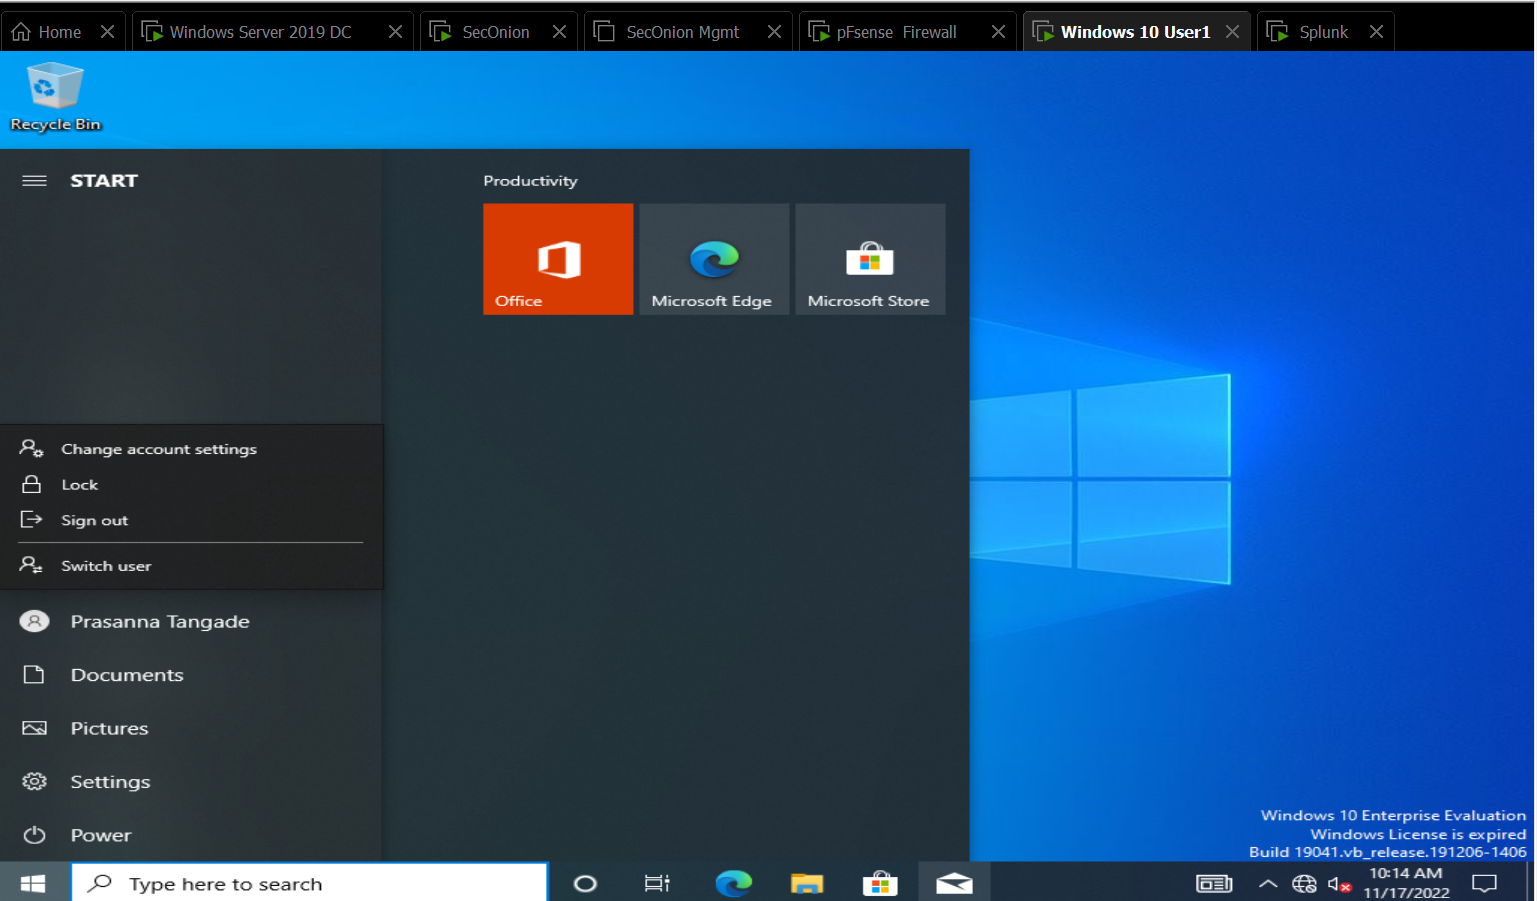 Home
Windows Server 2019 DC
SecOnion
SecOnion Mgmt
pFsense Firewall
Windows 10 User1
Splunk
Recycle Bin
START
Productivity
Office
Microsoft Edge
Microsoft Store
Change account settings
Lock
Sign out
Switch user
Prasanna Tangade
Documents
Pictures
Settings
Power
Windows 10 Enterprise Evaluation
Windows License is expired
Build 19041.vb_release.191206-1406
Type here to search
10:14 AM
11/17/2022